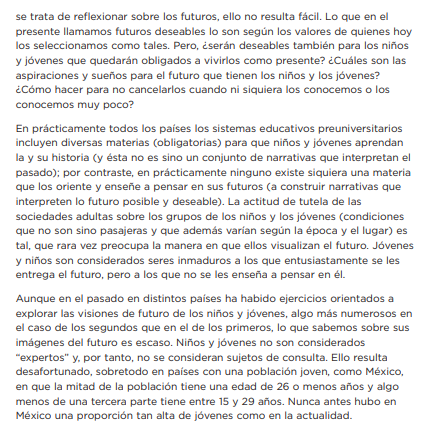 se trata de reflexionar sobre los futuros, ello no resulta fácil. Lo que en el
presente llamamos futuros deseables lo son según los valores de quienes hoy
los seleccionamos como tales. Pero, ¿serán deseables también para los niños
y jóvenes que quedarán obligados a vivirlos como presente? ¿Cuáles son las
aspiraciones y sueños para el futuro que tienen los niños y los jóvenes?
¿Cómo hacer para no cancelarlos cuando ni siquiera los conocemos o los
conocemos muy poco?
En prácticamente todos los países los sistemas educativos preuniversitarios
incluyen diversas materias (obligatorias) para que niños y jóvenes aprendan
la y su historia (y ésta no es sino un conjunto de narrativas que interpretan el
pasado); por contraste, en prácticamente ninguno existe siquiera una materia
que los oriente y enseñe a pensar en sus futuros (a construir narrativas que
interpreten lo futuro posible y deseable). La actitud de tutela de las
sociedades adultas sobre los grupos de los niños y los jóvenes (condiciones
que no son sino pasajeras y que además varían según la época y el lugar) es
tal, que rara vez preocupa la manera en que ellos visualizan el futuro. Jóvenes
y niños son considerados seres inmaduros a los que entusiastamente se les
entrega el futuro, pero a los que no se les enseña a pensar en él.
Aunque en el pasado en distintos países ha habido ejercicios orientados a
explorar las visiones de futuro de los niños y jóvenes, algo más numerosos en
el caso de los segundos que en el de los primeros, lo que sabemos sobre sus
imágenes del futuro es escaso. Niños y jóvenes no son considerados
“expertos” y, por tanto, no se consideran sujetos de consulta. Ello resulta
desafortunado, sobretodo en países con una población joven, como México,
en que la mitad de la población tiene una edad de 26 o menos años y algo
menos de una tercera parte tiene entre 15 y 29 años. Nunca antes hubo en
México una proporción tan alta de jóvenes como en la actualidad.